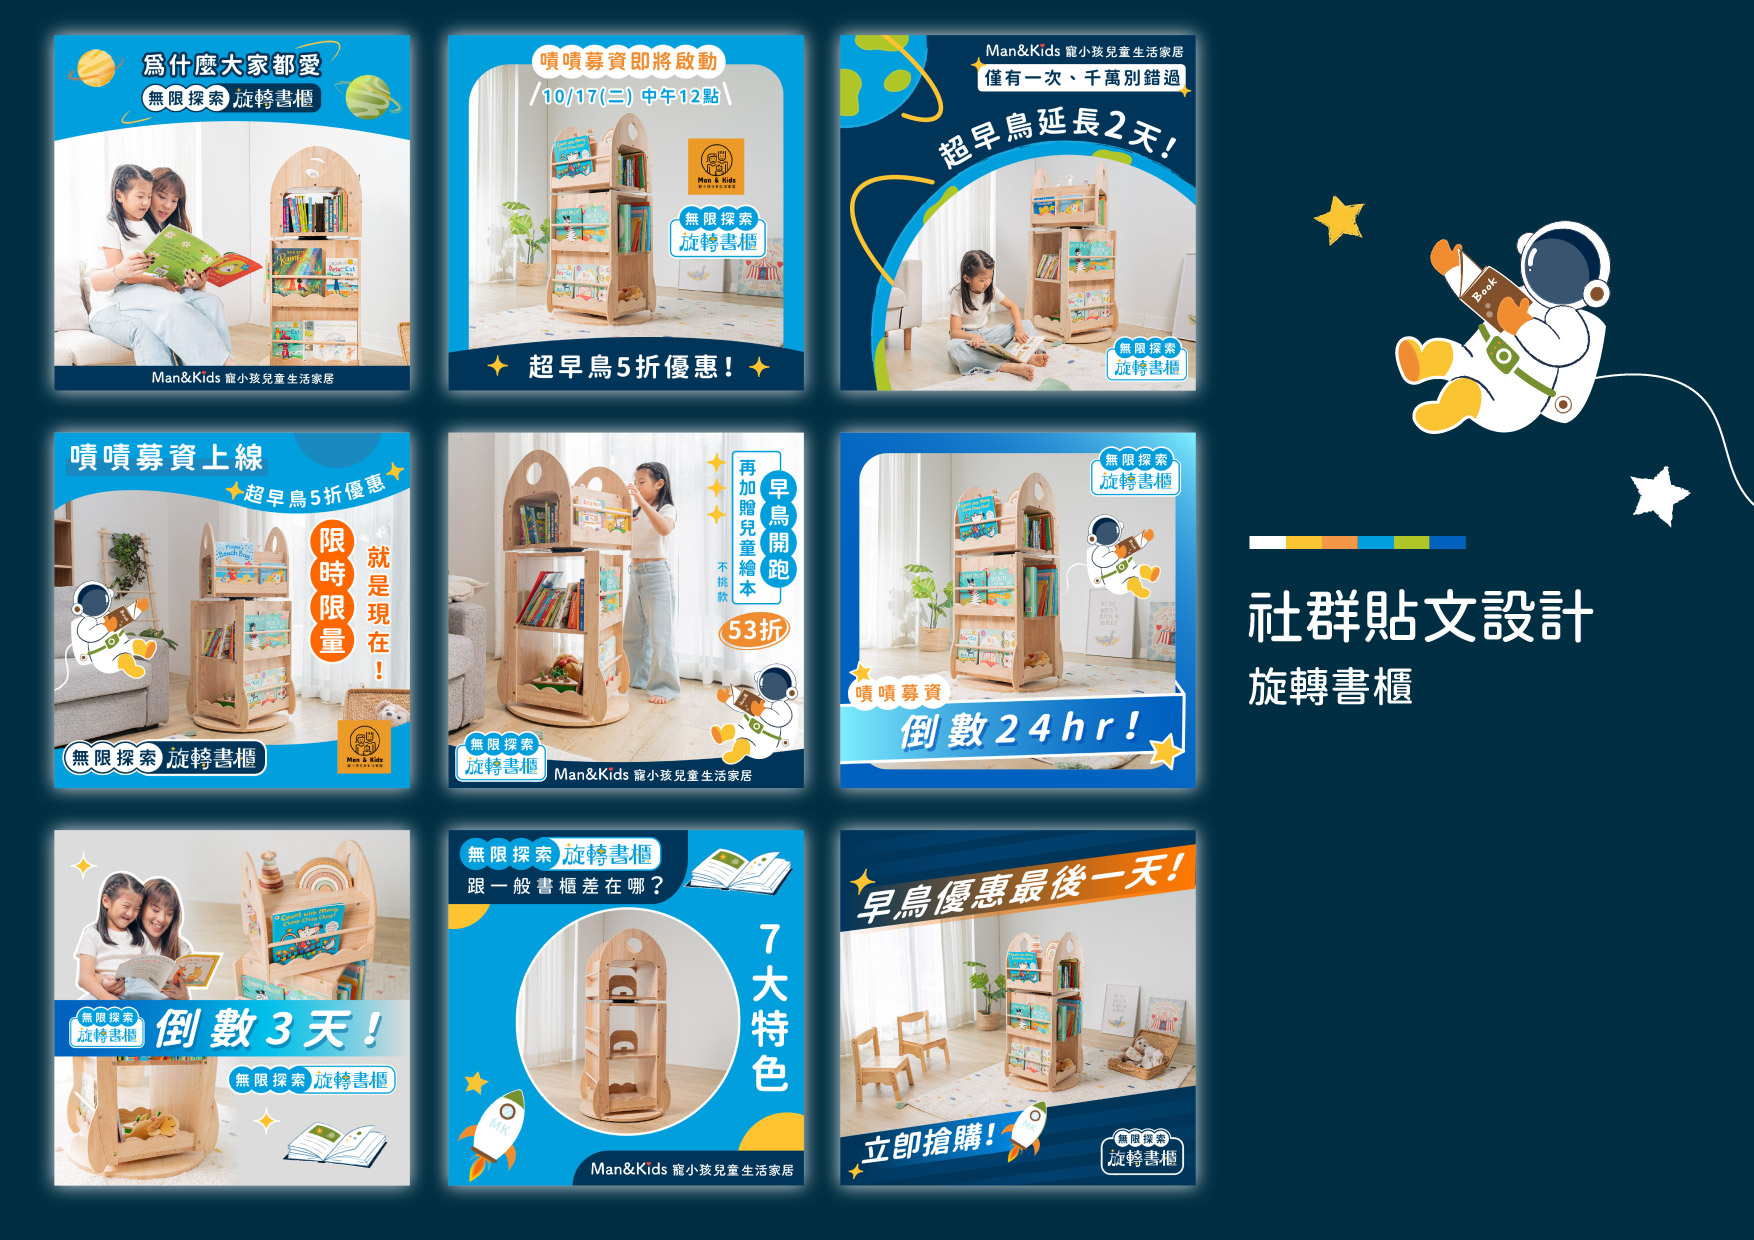 為什麼大家都愛
無限探索 旋轉書櫃
Man&Kids 寵小孩兒童生活家居
嘖嘖募資即將啟動
10/17(二) 中午12點
Man & Kids
無限探索
旋轉書櫃
超早鳥5折優惠!
Man&Kids 寵小孩兒童生活家居
僅有一次、千萬別錯過
超早鳥延長2天!
無限探索
旋轉書櫃
嘖嘖募資上線
超早鳥5折優惠
限時限量
就是現在!
無限探索 旋轉書櫃
Man & Kids
早鳥開跑
再加贈兒童繪本
不挑款
53折
無限探索
旋轉書櫃
Man&Kids 寵小孩兒童生活家居
無限探索
旋轉書櫃
嘖嘖募資
倒數24hr!
無限探索
旋轉書櫃
倒數3天!
無限探索 旋轉書櫃
無限探索 旋轉書櫃
跟一般書櫃差在哪?
7大特色
MK
Man&Kids 寵小孩兒童生活家居
早鳥優惠最後一天!
立即搶購!
MK
無限探索
旋轉書櫃
Book
社群貼文設計
旋轉書櫃